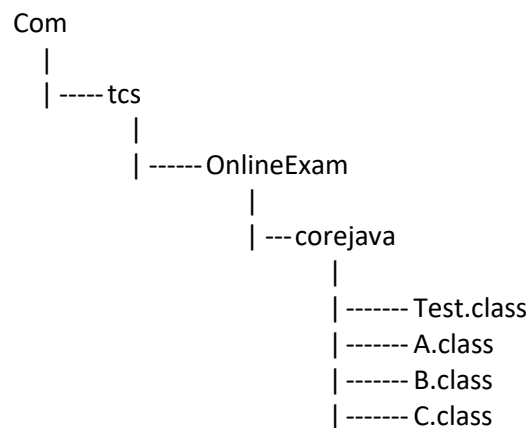 Com
|
| -----tcs
|
| ------OnlineExam
|
| ---corejava
|
| -------Test.class
| -------A.class
| -------B.class
| -------C.class